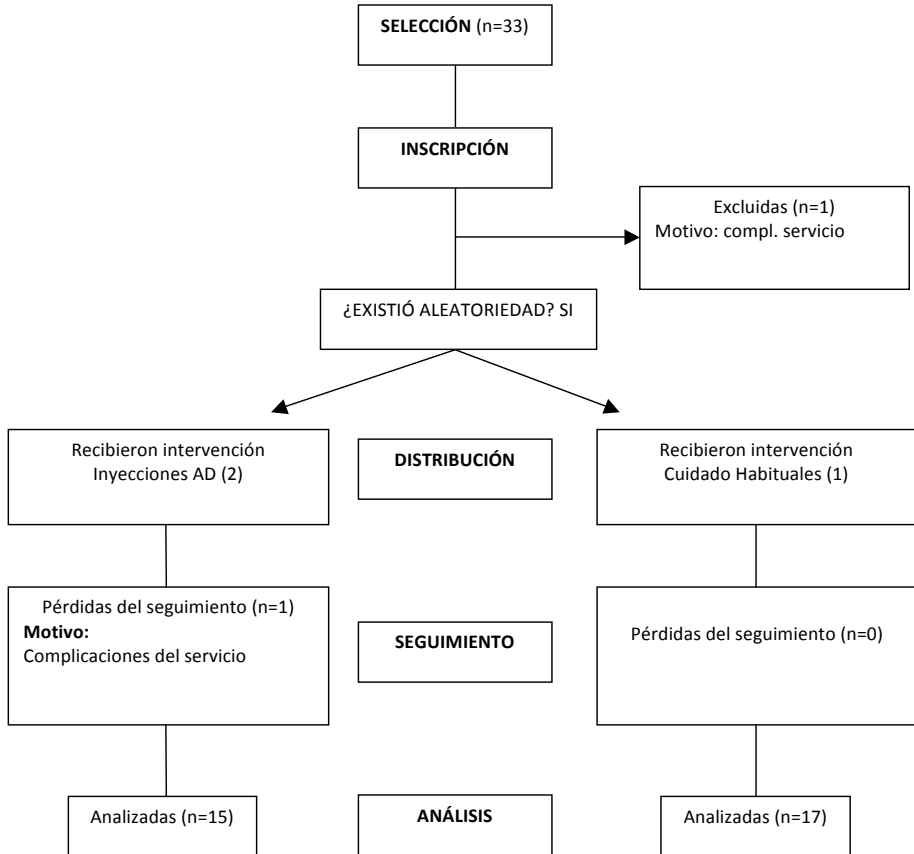 SELECCIÓN (n=33)
INSCRIPCIÓN
Excluidas (n=1)
Motivo: compl. servicio
¿EXISTIÓ ALEATORIEDAD? SI
Recibieron intervención
Inyecciones AD (2)
DISTRIBUCIÓN
Recibieron intervención
Cuidado Habituales (1)
Pérdidas del seguimiento (n=1)
Motivo:
Complicaciones del servicio
SEGUIMIENTO
Pérdidas del seguimiento (n=0)
Analizadas (n=15)
ANÁLISIS
Analizadas (n=17)